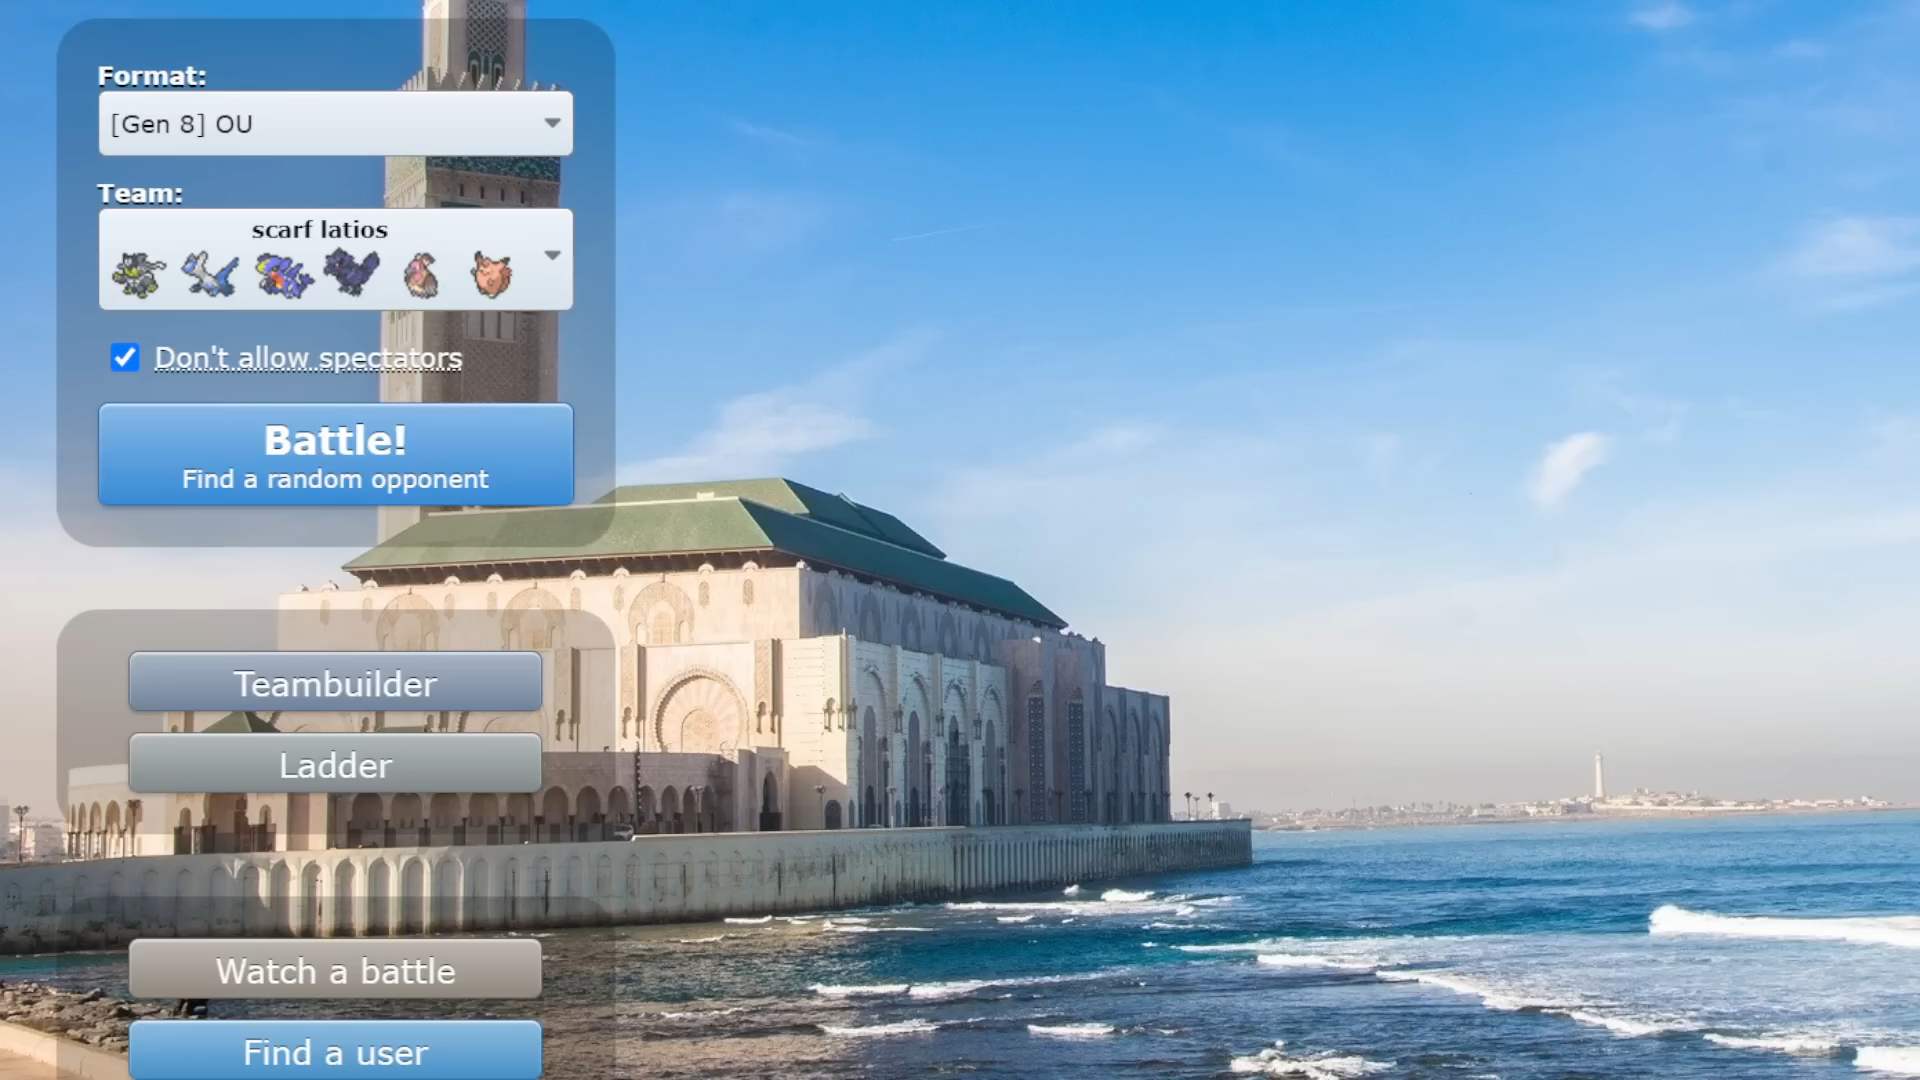 Format:
[Gen 8] OU
Team:
scarf latios
Don't allow spectators
Battle!
Find a random opponent
Teambuilder
Ladder
Watch a battle
Find a user